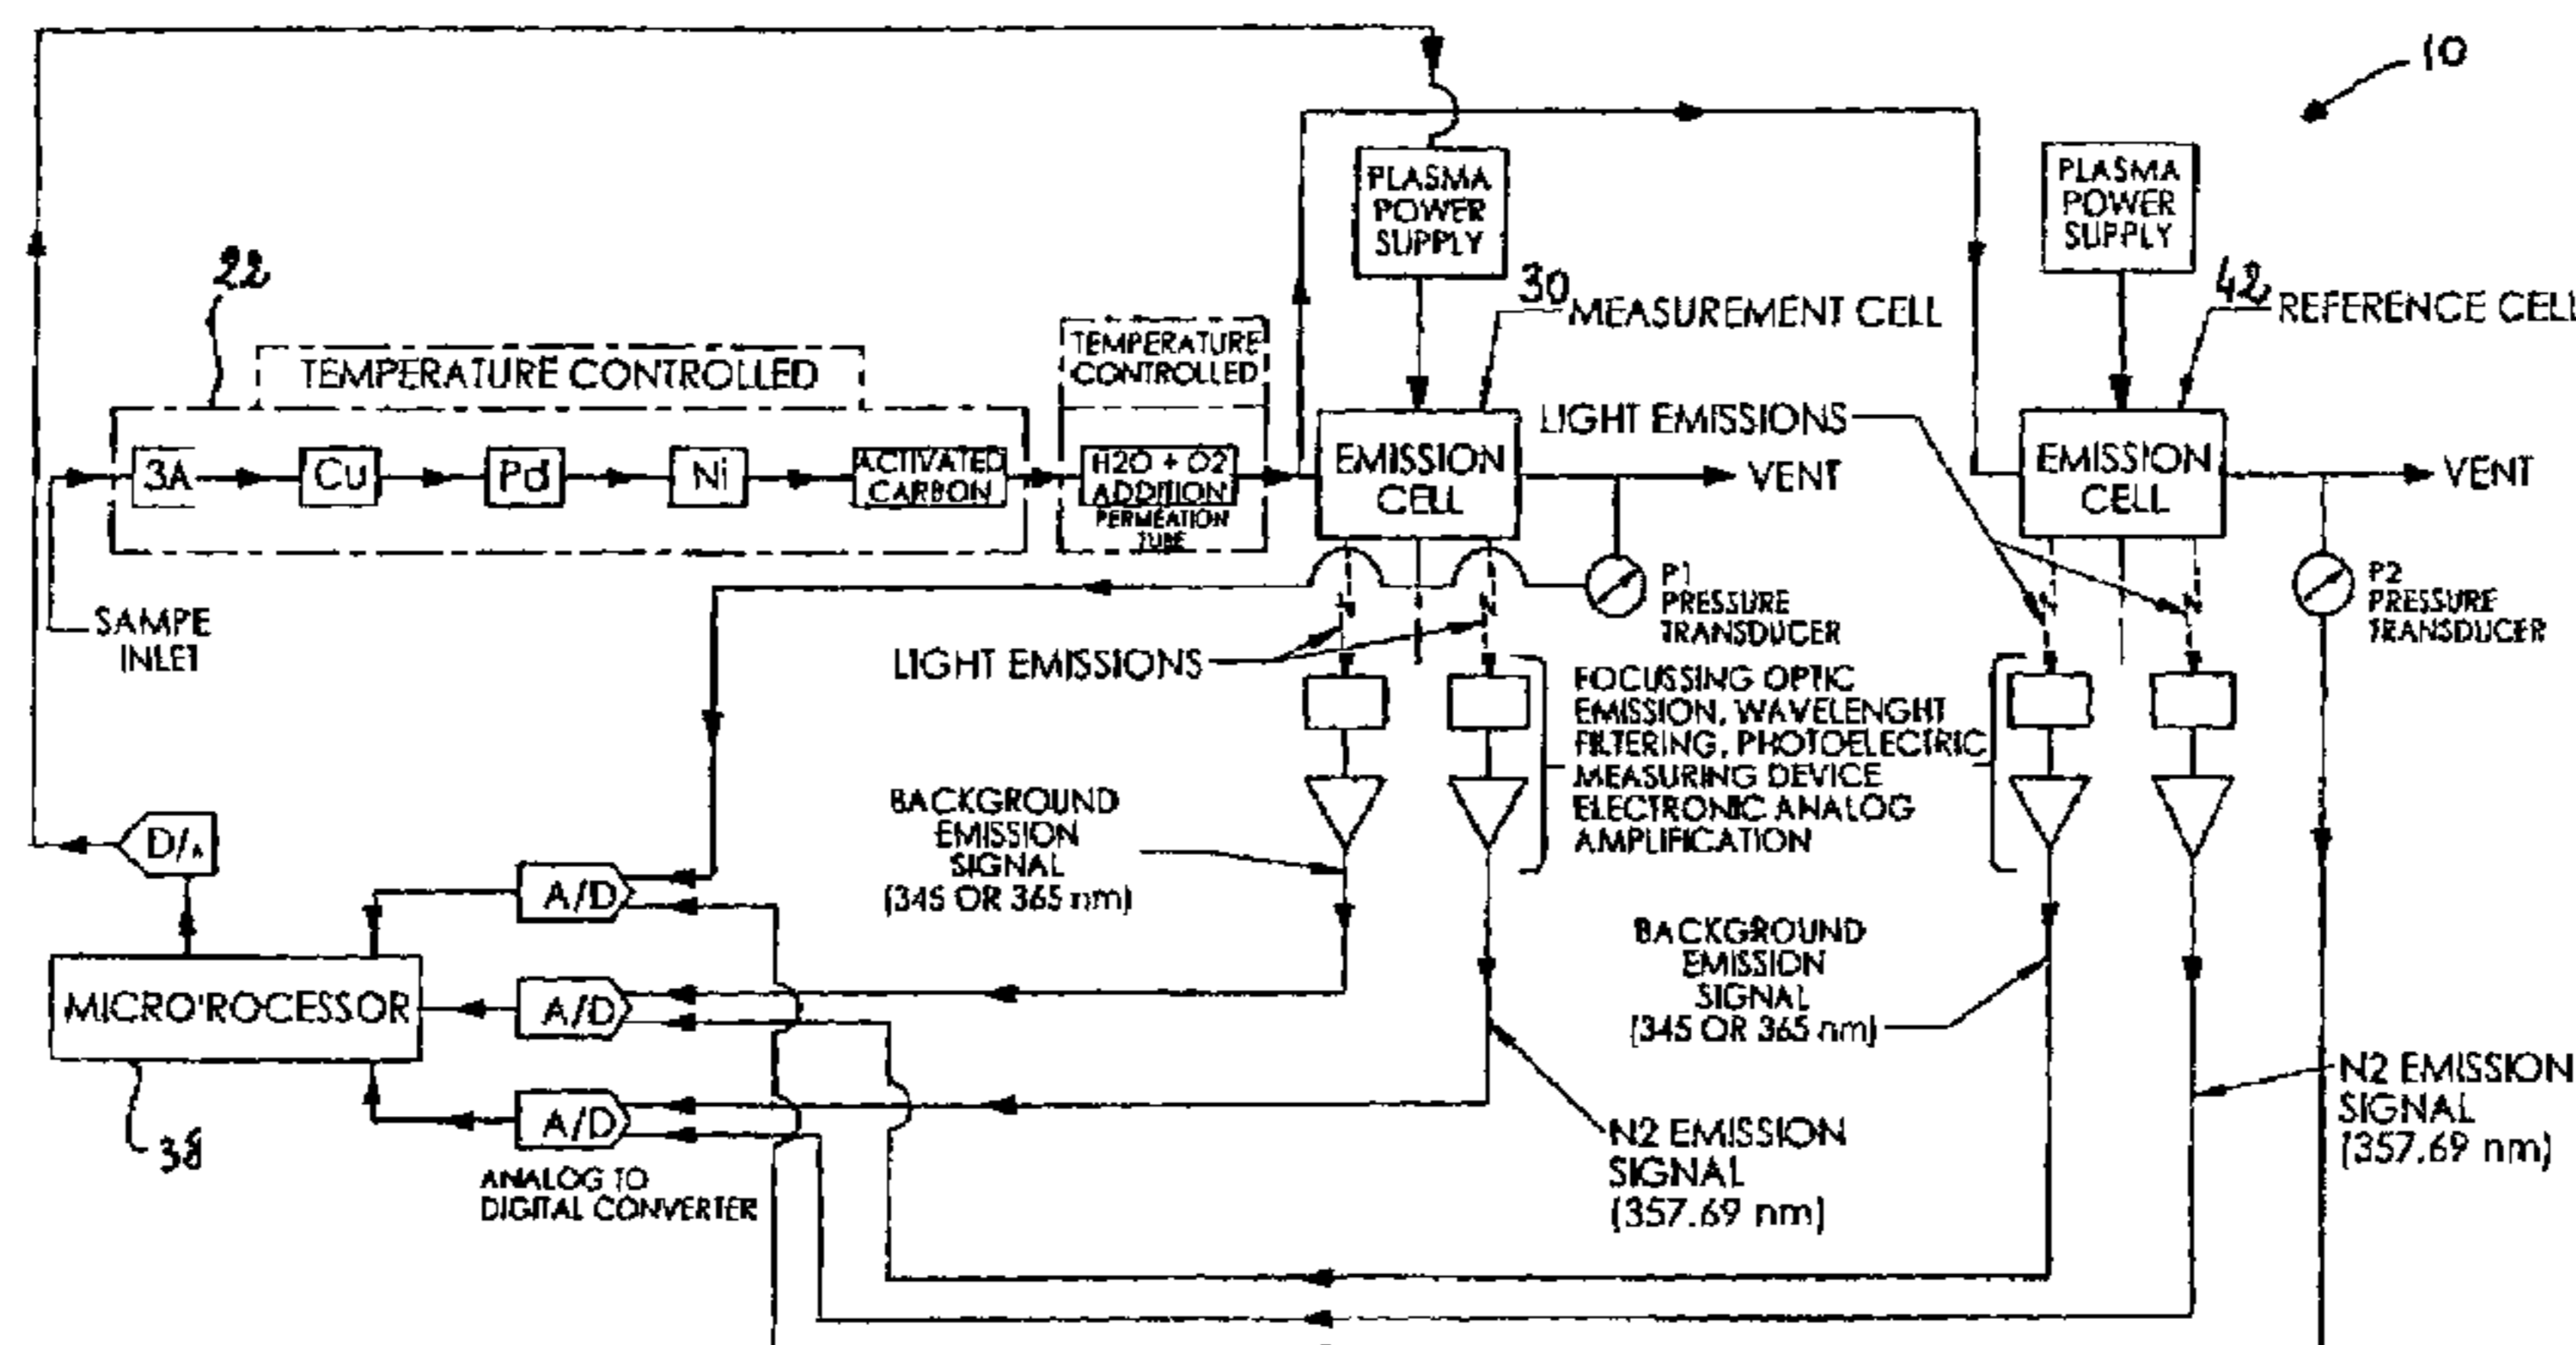 10
PLASMA
POWER
SUPPLY
PLASMA
POWER
SUPPLY
22
30
MEASUREMENT CELL
42
REFERENCE CELL
TEMPERATURE CONTROLLED
TEMPERATURE
CONTROLLED
LIGHT EMISSIONS
3A
Cu
Pd
Ni
ACTIVATED
CARBON
H2O + O2
ADDITION
PERMEATION
TUBE
EMISSION
CELL
VENT
EMISSION
CELL
VENT
SAMPE
INLET
P1
PRESSURE
TRANSDUCER
P2
PRESSURE
TRANSDUCER
LIGHT EMISSIONS
FOCUSSING OPTIC
EMISSION, WAVELENGHT
FILTERING, PHOTOELECTRIC
MEASURING DEVICE
ELECTRONIC ANALOG
AMPLIFICATION
BACKGROUND
EMISSION
SIGNAL
(345 OR 365 nm)
D/A
A/D
BACKGROUND
EMISSION
SIGNAL
(345 OR 365 nm)
MICRO'ROCESSOR
A/D
38
A/D
ANALOG TO
DIGITAL CONVERTER
N2 EMISSION
SIGNAL
(357.69 nm)
N2 EMISSION
SIGNAL
(357.69 nm)